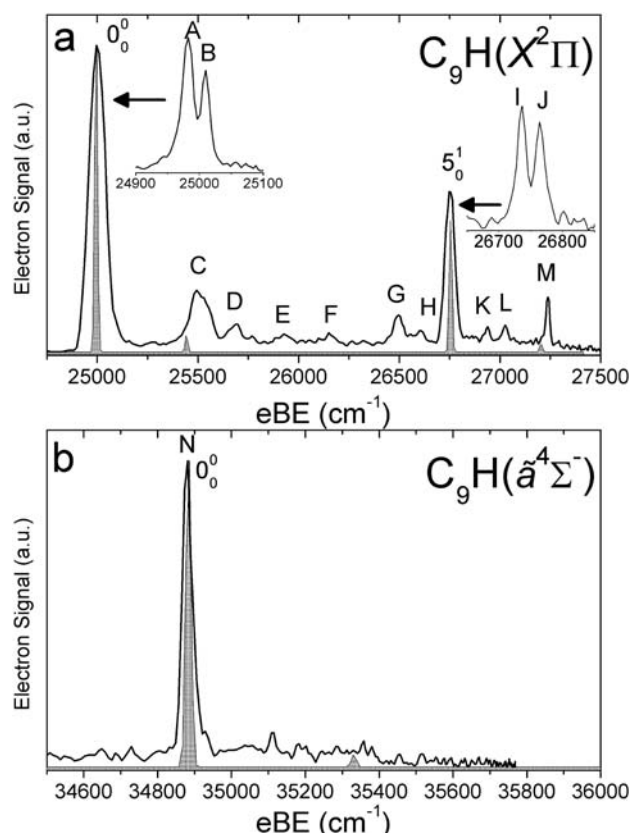 a
0⁰₀
A
B
C₉H(X²Π)
24900 25000 25100
I J
5¹₀
26700 26800
C
D
E
F
G
H
K
L
M
Electron Signal (a.u.)
25000 25500 26000 26500 27000 27500
eBE (cm⁻¹)
b
N
0⁰₀
C₉H(ã⁴Σ⁻)
Electron Signal (a.u.)
34600 34800 35000 35200 35400 35600 35800 36000
eBE (cm⁻¹)